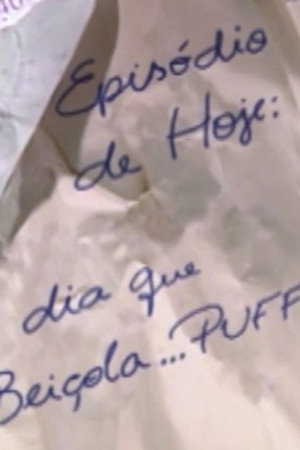 Episódio
de Hoje:
dia que
Beiçola...PUFF